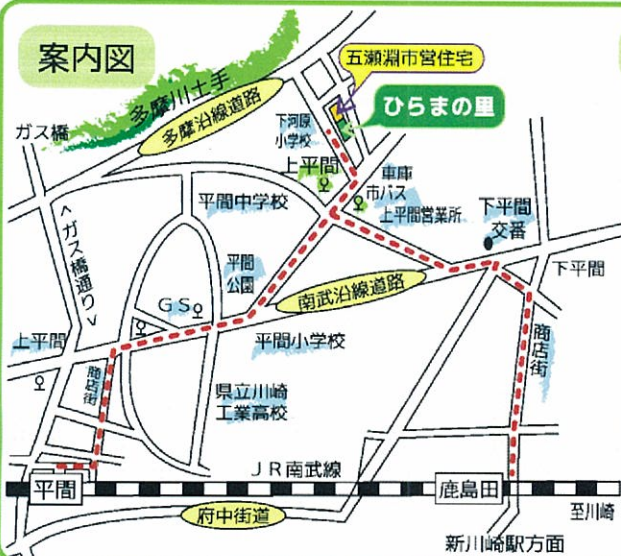 案内図
五瀬淵市営住宅
ひらまの里
多摩川土手
多摩沿線道路
ガス橋
下河原
小学校
上平間
車庫
市バス
上平間営業所
平間中学校
下平間
交番
下平間
<ガス橋通り>
平間
公園
南武沿線道路
GS
上平間
平間小学校
商店街
商店街
県立川崎
工業高校
JR南武線
平間
鹿島田
至川崎
府中街道
新川崎駅方面